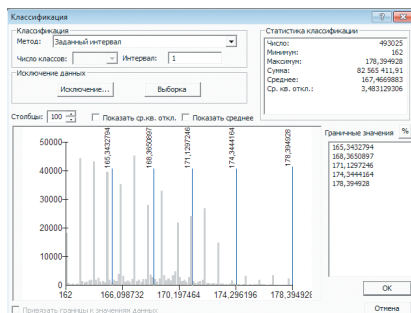 Классификация
Классификация
Метод: Заданный интервал
Число классов: Интервал: 1
Исключение данных
Исключение... Выборка
Статистика классификации
Число: 493025
Минимум: 162
Максимум: 178,394928
Сумма: 82 565 411,91
Среднее: 167,4669883
Ср. кв. откл.: 3,483129306
Столбцы: 100 Показать ср.кв. откл. Показать среднее
Граничные значения %
165,3432794
168,3650897
171,1297246
174,3444164
178,394928
165,3432794
168,3650897
171,1297246
174,3444164
178,394928
50000
40000
30000
20000
10000
0
162 166,098732 170,197464 174,296196 178,394928
Привязать границы к значениям данных
OK
Отмена